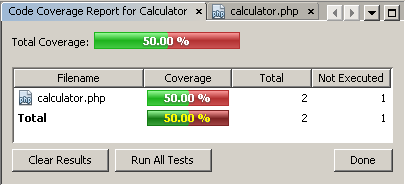 Code Coverage Report for Calculator × calculator.php ×
Total Coverage: 50.00 %
Filename Coverage Total Not Executed
calculator.php 50.00 % 2 1
Total 50.00 % 2 1
Clear Results Run All Tests Done